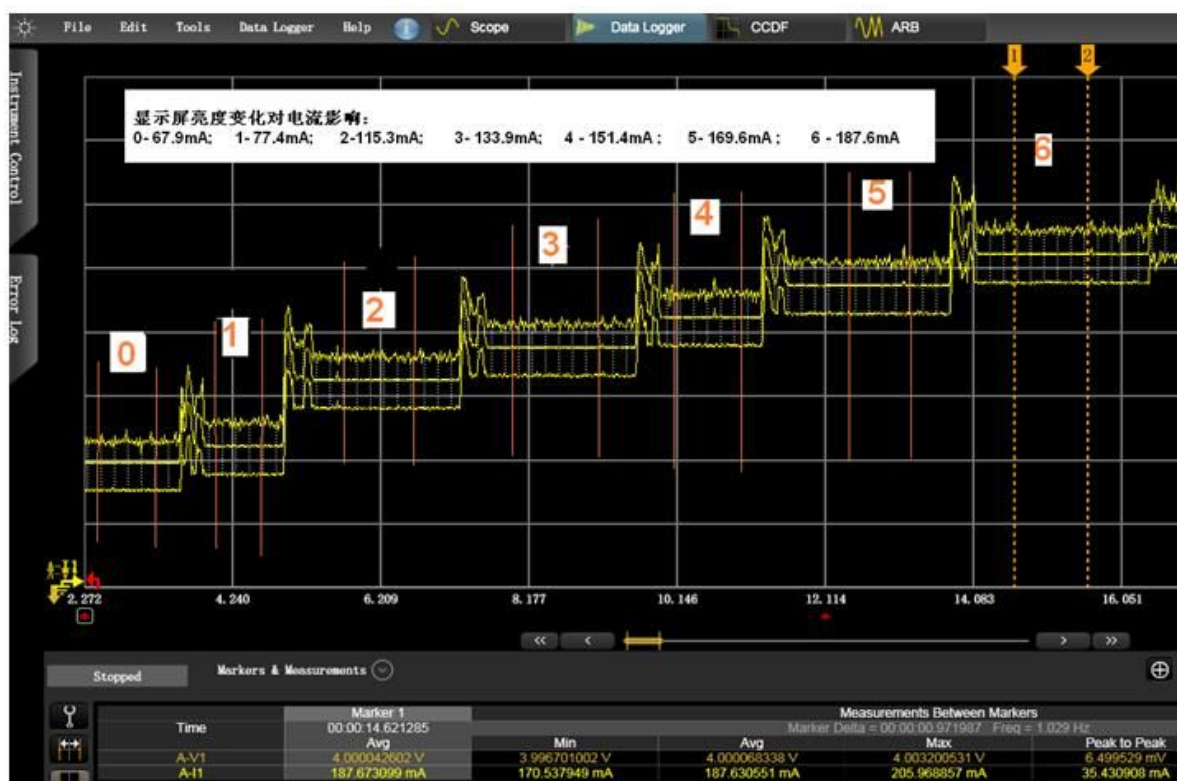 File Edit Tools Data Logger Help i Scope Data Logger CCDF ARB
Instrument Control
Error Log
1 2
显示屏亮度变化对电流影响:
0- 67.9mA; 1-77.4mA; 2-115.3mA; 3- 133.9mA; 4 - 151.4mA ; 5- 169.6mA ; 6 - 187.6mA
6
5
4
3
2
1
0
2.272 4.240 6.209 8.177 10.146 12.114 14.083 16.051
<< < > >>
Stopped Markers & Measurements
Marker 1 Measurements Between Markers
Time 00:00:14.621285 Marker Delta = 00:00:00.971987 Freq = 1.029 Hz
Avg Min Avg Max Peak to Peak
A-V1 4.000042602 V 3.996701002 V 4.000068338 V 4.003200531 V 6.499529 mV
A-I1 187.673099 mA 170.537949 mA 187.630551 mA 205.968857 mA 35.430908 mA